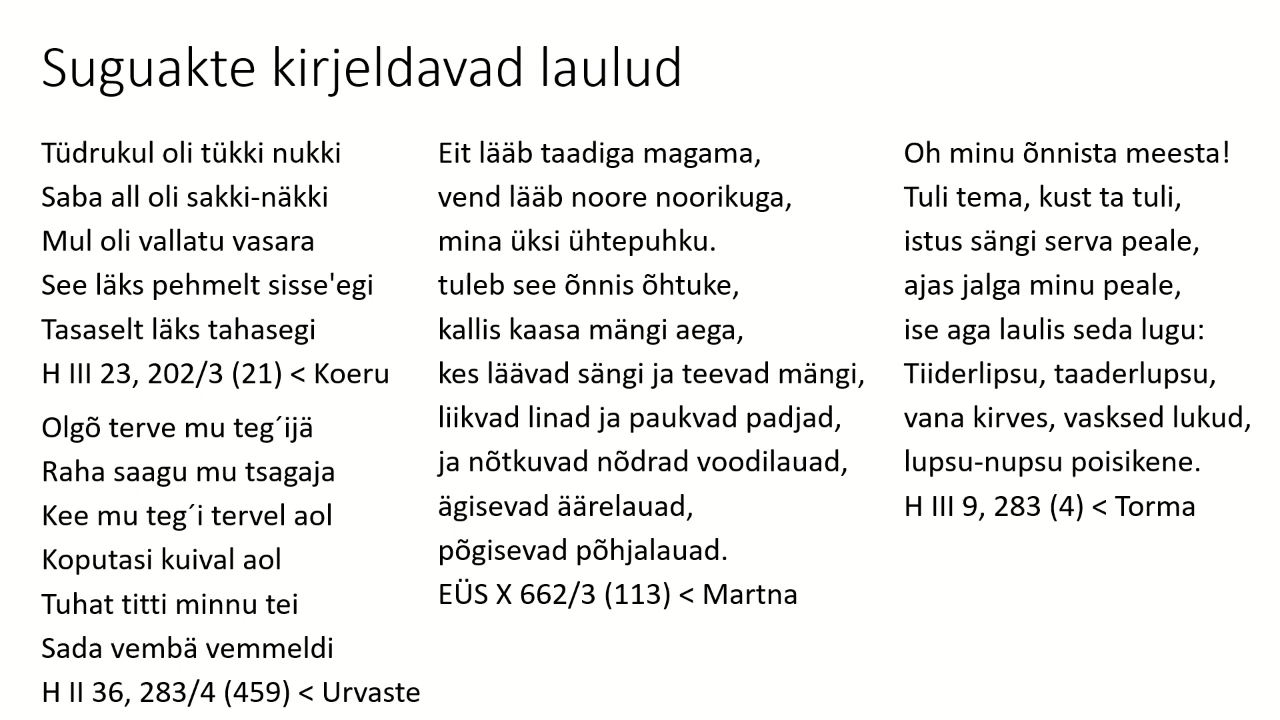 Suguakte kirjeldavad laulud
Tüdrukul oli tükki nukki
Saba all oli sakki-näkki
Mul oli vallatu vasara
See läks pehmelt sisse'egi
Tasaselt läks tahasegi
H III 23, 202/3 (21) < Koeru
Olgõ terve mu teg´ijä
Raha saagu mu tsagaja
Kee mu teg´i tervel aol
Koputasi kuival aol
Tuhat titti minnu tei
Sada vembä vemmeldi
H II 36, 283/4 (459) < Urvaste
Eit lääb taadiga magama,
vend lääb noore noorikuga,
mina üksi ühtepuhku.
tuleb see õnnis õhtuke,
kallis kaasa mängi aega,
kes läävad sängi ja teevad mängi,
liikvad linad ja paukvad padjad,
ja nõtkuvad nõdrad voodilauad,
ägisevad äärelauad,
põgisevad põhjalauad.
EÜS X 662/3 (113) < Martna
Oh minu õnnista meesta!
Tuli tema, kust ta tuli,
istus sängi serva peale,
ajas jalga minu peale,
ise aga laulis seda lugu:
Tiiderlipsu, taaderlupsu,
vana kirves, vasksed lukud,
lupsu-nupsu poisikene.
H III 9, 283 (4) < Torma